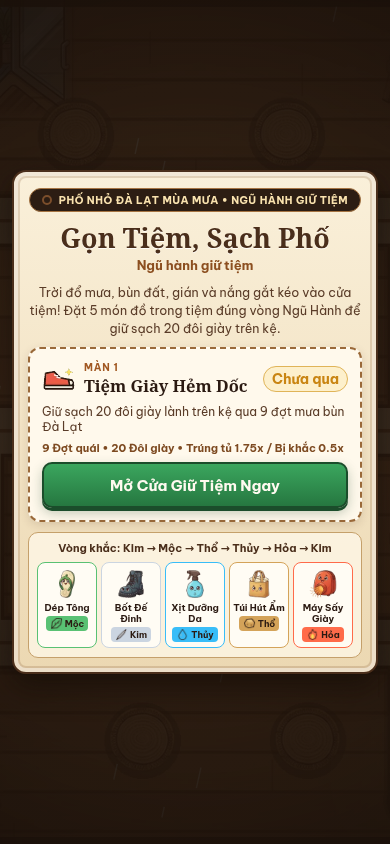 PHỐ NHỎ ĐÀ LẠT MÙA MƯA • NGŨ HÀNH GIỮ TIỆM
Gọn Tiệm, Sạch Phố
Ngũ hành giữ tiệm
Trời đổ mưa, bùn đất, gián và nắng gắt kéo vào cửa
tiệm! Đặt 5 món đồ trong tiệm đúng vòng Ngũ Hành để
giữ sạch 20 đôi giày trên kệ.
MÀN 1
Tiệm Giày Hẻm Dốc
Chưa qua
Giữ sạch 20 đôi giày lành trên kệ qua 9 đợt mưa bùn
Đà Lạt
9 Đợt quái • 20 Đôi giày • Trúng tủ 1.75x / Bị khắc 0.5x
Mở Cửa Giữ Tiệm Ngay
Vòng khắc: Kim → Mộc → Thổ → Thủy → Hỏa → Kim
Dép Tông
Mộc
Bốt Đế
Đinh
Kim
Xịt Dưỡng
Da
Thủy
Túi Hút Ẩm
Thổ
Máy Sấy
Giày
Hỏa